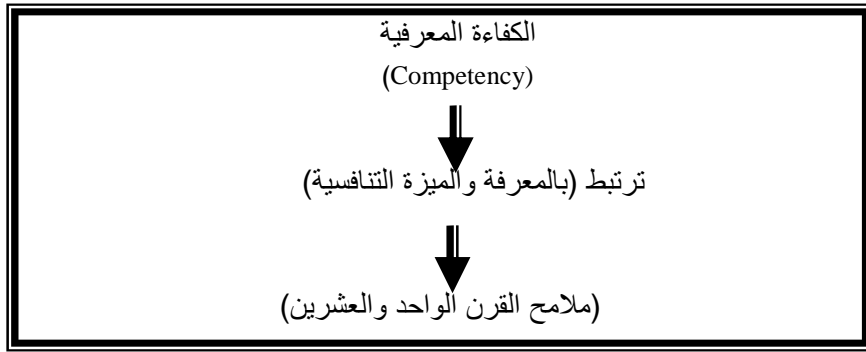 الكفاءة المعرفية
(Competency)
ترتبط (بالمعرفة والميزة التنافسية)
(ملامح القرن الواحد والعشرين)